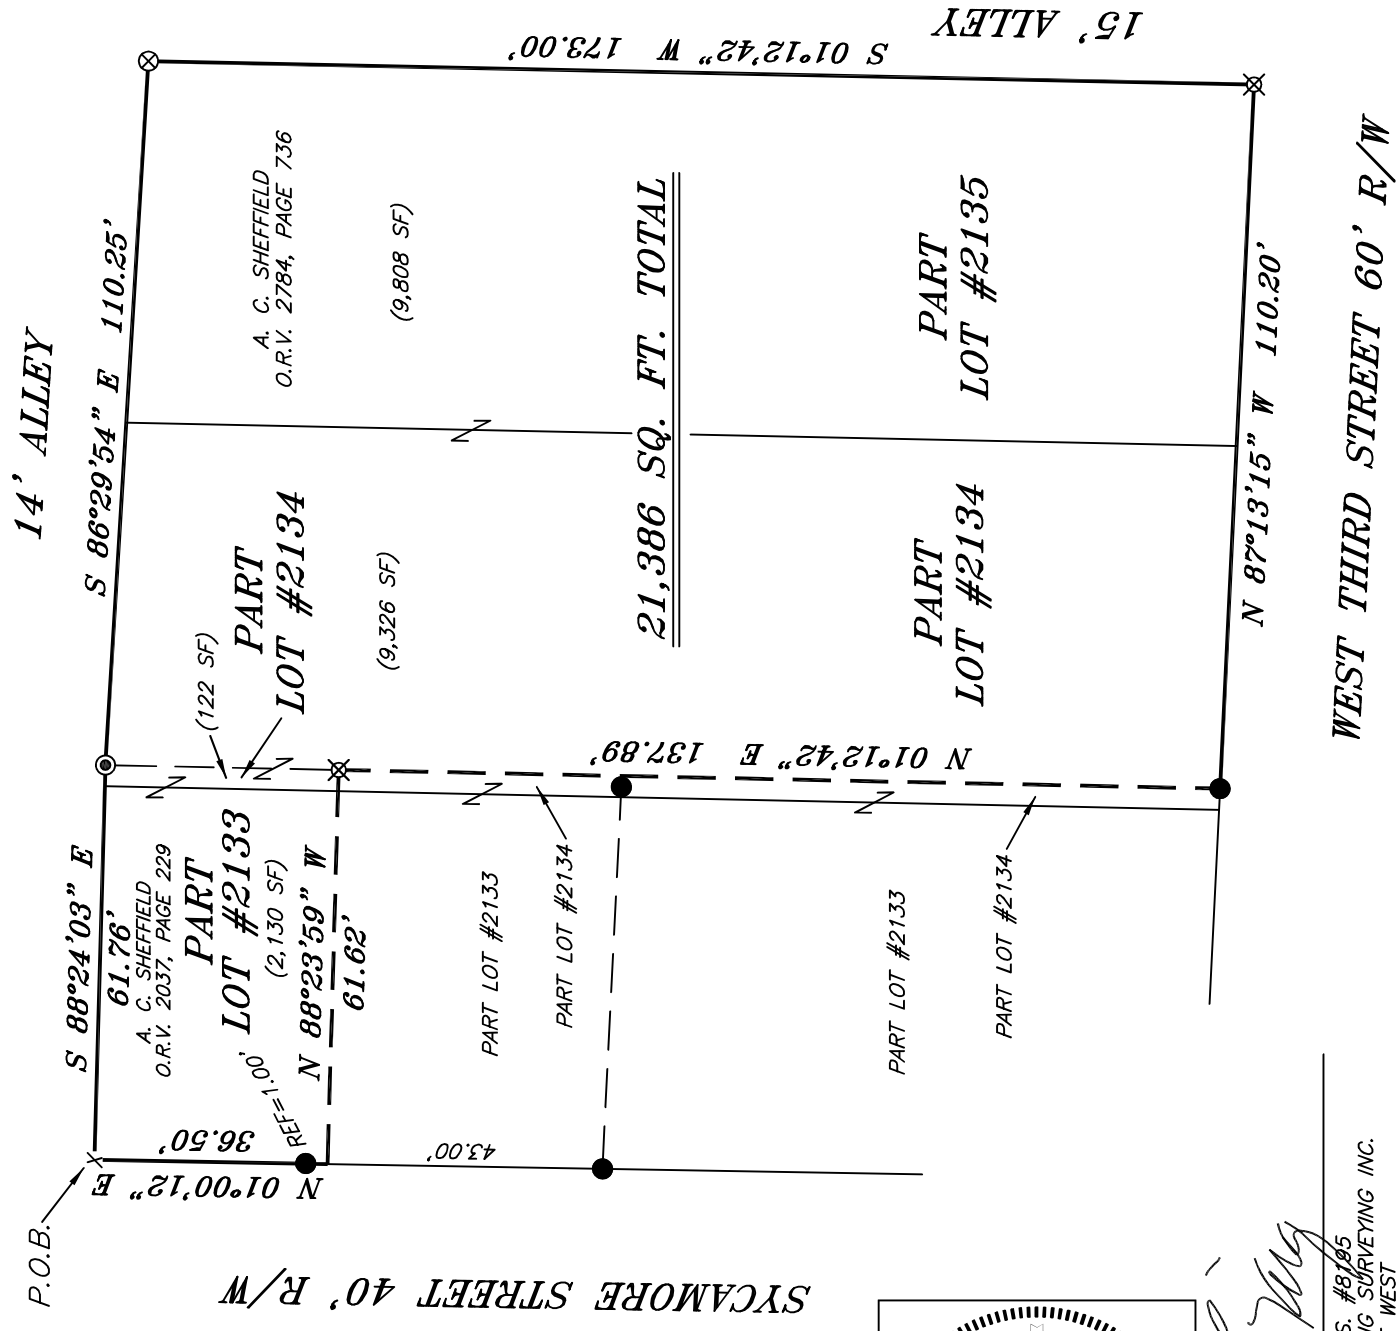 15' ALLEY
S 01°12'42" W 173.00'
14' ALLEY
S 86°29'54" E 110.25'
A. C. SHEFFIELD
O.R.V. 2784, PAGE 736
(9,808 SF)
21,386 SQ. FT. TOTAL
PART
LOT #2135
N 87°13'15" W 110.20'
WEST THIRD STREET 60' R/W
(122 SF)
PART
LOT #2134
(9,326 SF)
PART
LOT #2134
N 01°12'42" E 137.89'
S 88°24'03" E
61.76'
A. C. SHEFFIELD
O.R.V. 2037, PAGE 229
PART
LOT #2133
(2,130 SF)
N 88°23'59" W
61.62'
PART LOT #2133
PART LOT #2134
PART LOT #2133
PART LOT #2134
REF=1.00'
36.50'
43.00'
N 01°00'12" E
P.O.B.
SYCAMORE STREET 40' R/W
S. #8195
NG SURVEYING INC.
WEST